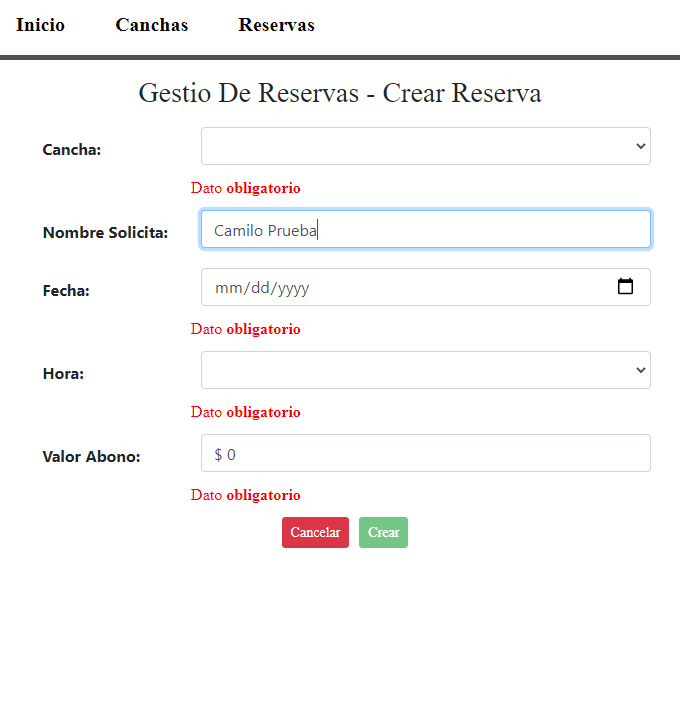 Inicio Canchas Reservas
Gestio De Reservas - Crear Reserva
Cancha:
Dato obligatorio
Nombre Solicita: Camilo Prueba
Fecha: mm/dd/yyyy
Dato obligatorio
Hora:
Dato obligatorio
Valor Abono: $ 0
Dato obligatorio
Cancelar Crear